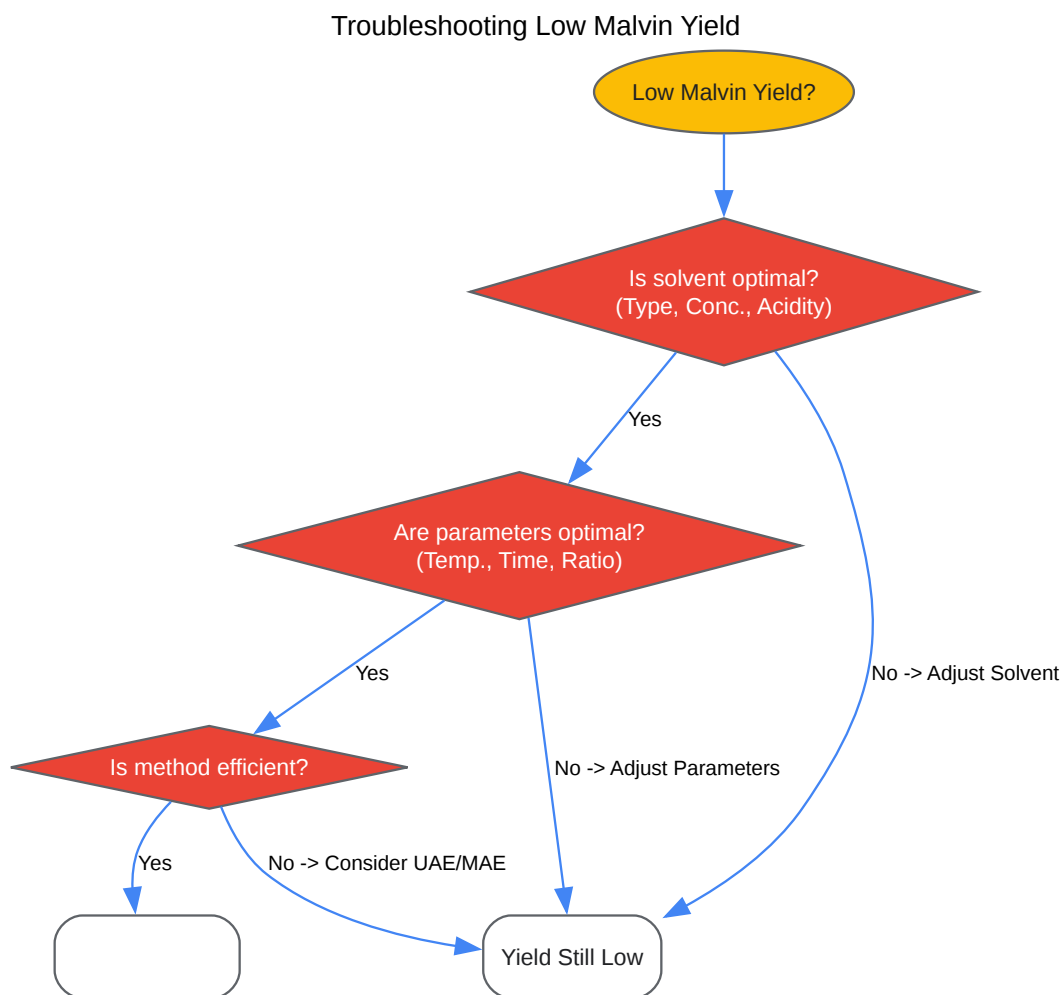 Troubleshooting Low Malvin Yield
Low Malvin Yield?
Is solvent optimal?
(Type, Conc., Acidity)
Yes
Are parameters optimal?
(Temp., Time, Ratio)
Yes
No -> Adjust Solvent
Is method efficient?
No -> Adjust Parameters
Yes
No -> Consider UAE/MAE
Yield Still Low